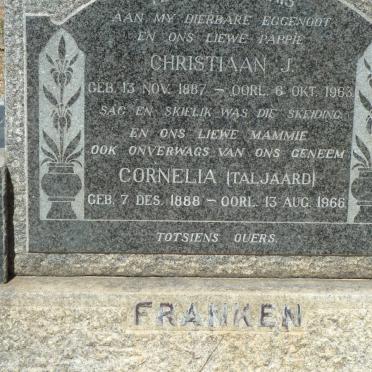 AAN MY DIERBARE EGGENOOT
EN ONS LIEWE PAPPIE
CHRISTIAAN J.
GEB. 13 NOV. 1887 — OORL. 6 OKT. 1963
SAG EN SKIELIK WAS DIE SKEIDING
EN ONS LIEWE MAMMIE
OOK ONVERWAGS VAN ONS GENEEM
CORNELIA (TALJAARD)
GEB. 7 DES. 1888 — OORL. 13 AUG. 1966
TOTSIENS OUERS.
FRANKEN